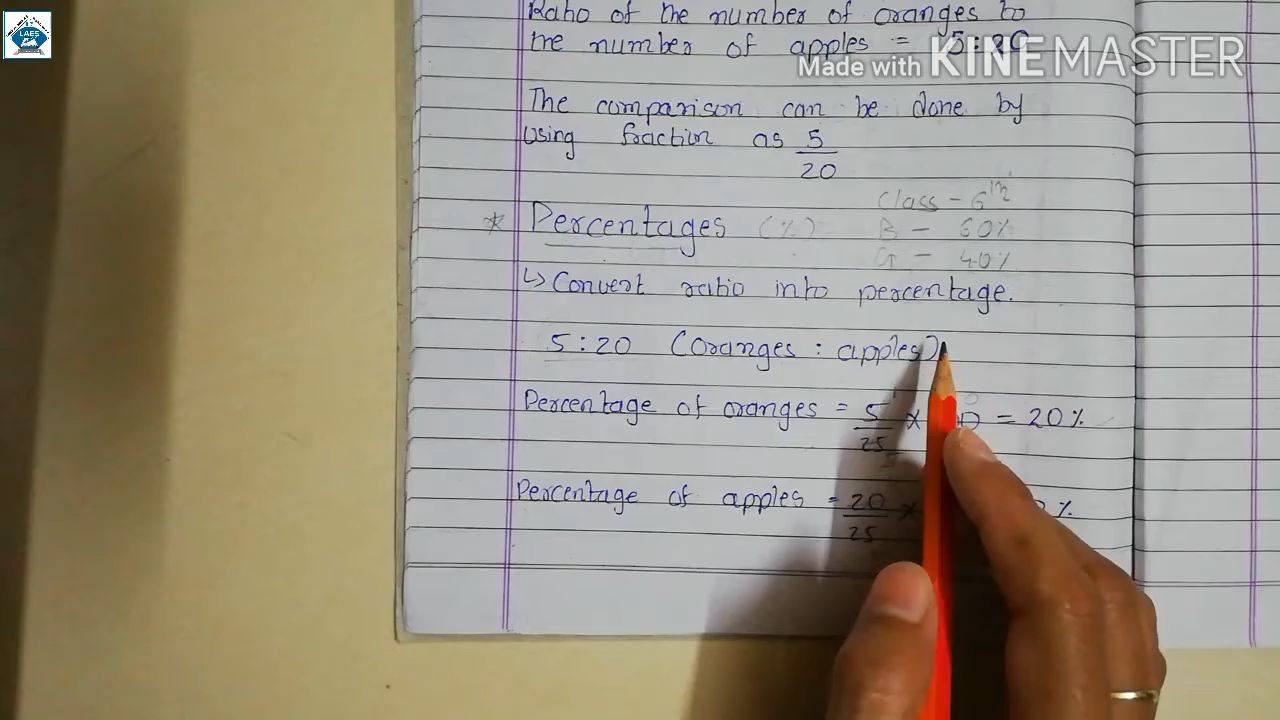 LAES
Ratio of the number of oranges to
the number of apples = 5:20
Made with KINEMASTER
The comparison can be done by
using fraction as 5/20
Class - 6th
* Percentages (%) B - 60%
G - 40%
↳ Convert ratio into percentage.
5:20 (oranges : apples)
Percentage of oranges = 5/25 × = 20%
Percentage of apples = 20/25 × %